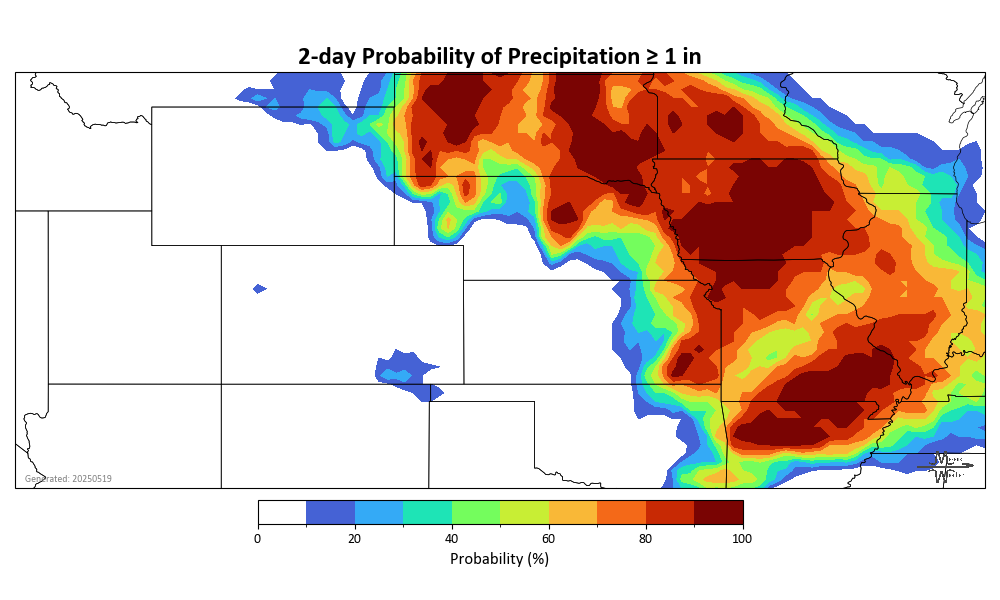 2-day Probability of Precipitation ≥ 1 in
Generated: 20250519
0 20 40 60 80 100
Probability (%)